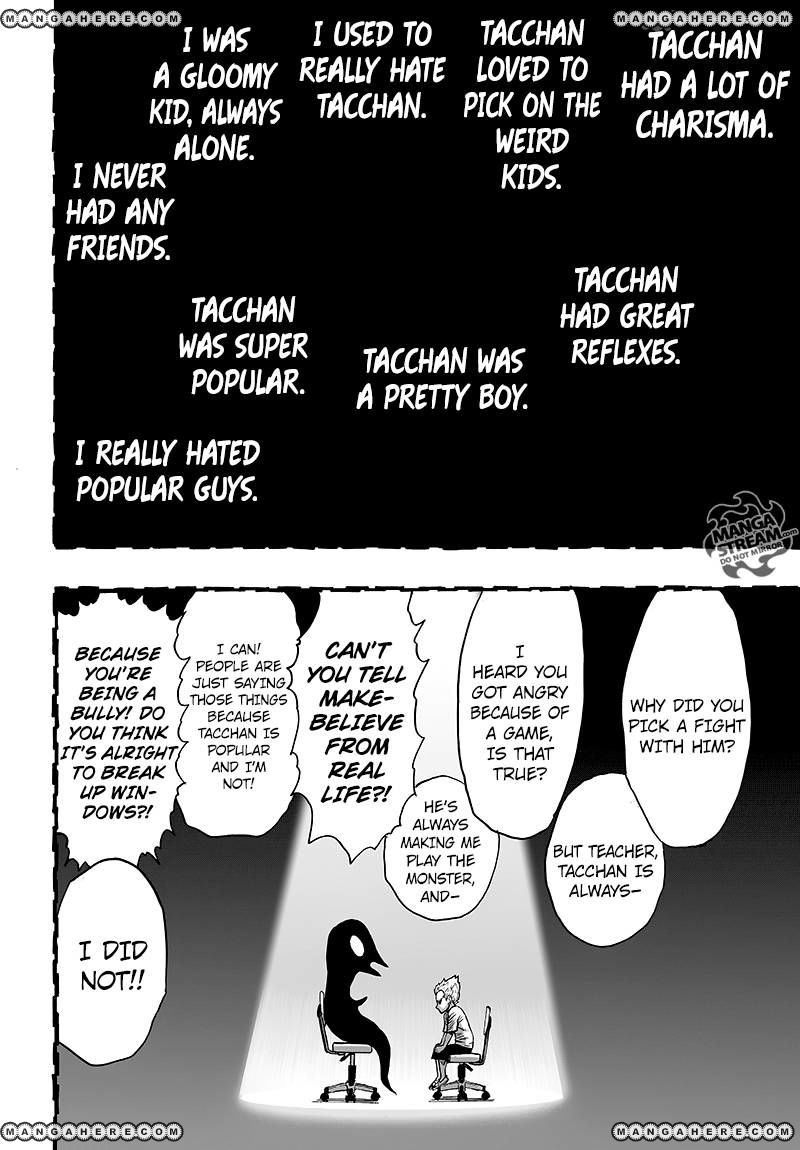 MANGAHERE.COM
MANGAHERE.COM
TACCHAN
HAD A LOT OF
CHARISMA.
TACCHAN
LOVED TO
PICK ON THE
WEIRD
KIDS.
I USED TO
REALLY HATE
TACCHAN.
I WAS
A GLOOMY
KID, ALWAYS
ALONE.
I NEVER
HAD ANY
FRIENDS.
TACCHAN
HAD GREAT
REFLEXES.
TACCHAN WAS
A PRETTY BOY.
TACCHAN
WAS SUPER
POPULAR.
I REALLY HATED
POPULAR GUYS.
MANGA
STREAM.com
DO NOT MIRROR
WHY DID YOU
PICK A FIGHT
WITH HIM?
BUT TEACHER,
TACCHAN IS
ALWAYS—
I
HEARD YOU
GOT ANGRY
BECAUSE OF
A GAME,
IS THAT
TRUE?
HE'S
ALWAYS
MAKING ME
PLAY THE
MONSTER,
AND—
CAN'T
YOU TELL
MAKE-
BELIEVE
FROM
REAL
LIFE?!
I CAN!
PEOPLE ARE
JUST SAYING
THOSE THINGS
BECAUSE
TACCHAN IS
POPULAR
AND I'M
NOT!
BECAUSE
YOU'RE
BEING A
BULLY! DO
YOU THINK
IT'S ALRIGHT
TO BREAK
UP WIN-
DOWS?!
I DID
NOT!!
MANGAHERE.COM
MANGAHERE.COM